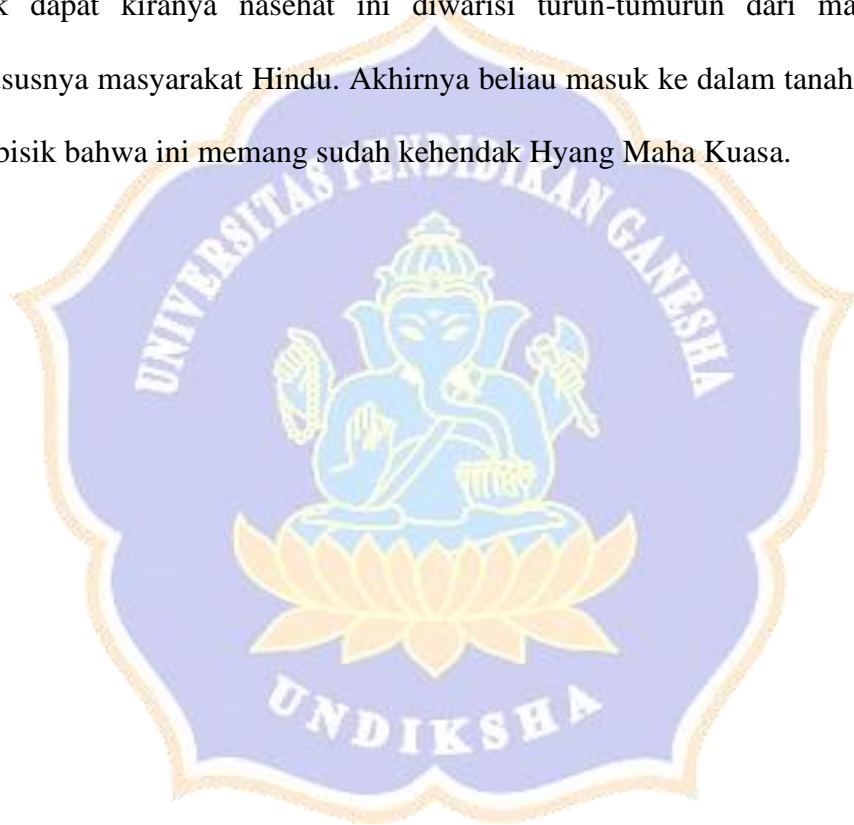 k dapat kiranya nasehat ini diwarisi turun-tumurun dari ma
ususnya masyarakat Hindu. Akhirnya beliau masuk ke dalam tanah
bisik bahwa ini memang sudah kehendak Hyang Maha Kuasa.
UNIVERSITAS PENDIDIKAN GANESHA
UNDIKSHA